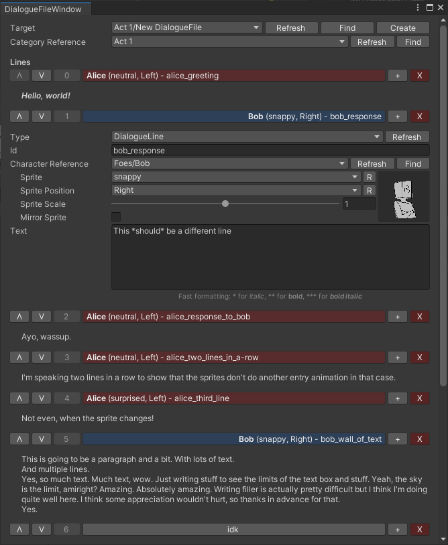 DialogueFileWindow
Target Act 1/New DialogueFile Refresh Find Create
Category Reference Act 1 Refresh Find
Lines
Λ V 0 Alice (neutral, Left) - alice_greeting + X
Hello, world!
Λ V 1 Bob (snappy, Right) - bob_response + X
Type DialogueLine Refresh
Id bob_response
Character Reference Foes/Bob Refresh Find
Sprite snappy R
Sprite Position Right R
Sprite Scale 1
Mirror Sprite
Text This *should* be a different line
Fast formatting: * for italic, ** for bold, *** for bold italic
Λ V 2 Alice (neutral, Left) - alice_response_to_bob + X
Ayo, wassup.
Λ V 3 Alice (neutral, Left) - alice_two_lines_in_a-row + X
I'm speaking two lines in a row to show that the sprites don't do another entry animation in that case.
Λ V 4 Alice (surprised, Left) - alice_third_line + X
Not even, when the sprite changes!
Λ V 5 Bob (snappy, Right) - bob_wall_of_text + X
This is going to be a paragraph and a bit. With lots of text.
And multiple lines.
Yes, so much text. Much text, wow. Just writing stuff to see the limits of the text box and stuff. Yeah, the sky
is the limit, amiright? Amazing. Absolutely amazing. Writing filler is actually pretty difficult but I think I'm doing
quite well here. I think some appreciation wouldn't hurt, so thanks in advance for that.
Yes.
Λ V 6 idk + X